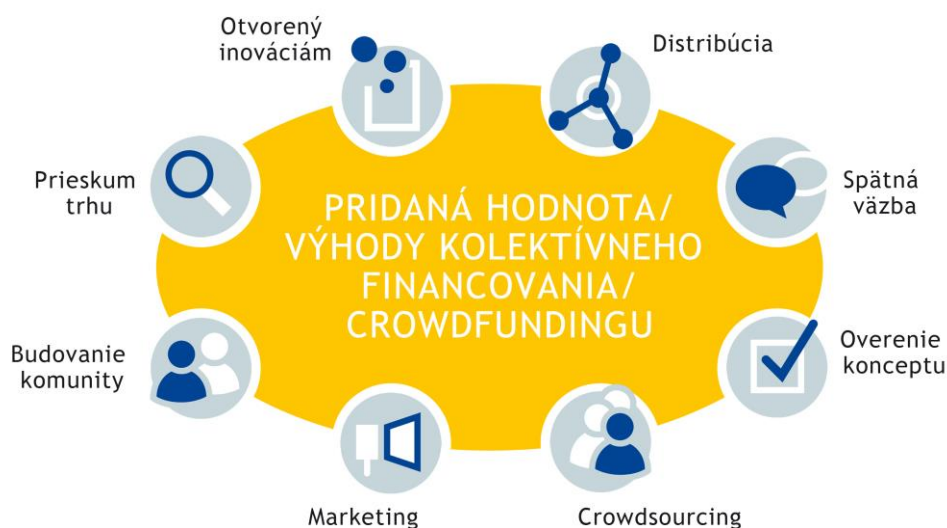 Otvorený
inováciám
Distribúcia
Prieskum
trhu
PRIDANÁ HODNOTA/
VÝHODY KOLEKTÍVNEHO
FINANCOVANIA/
CROWDFUNDINGU
Spätná
väzba
Budovanie
komunity
Overenie
konceptu
Marketing
Crowdsourcing